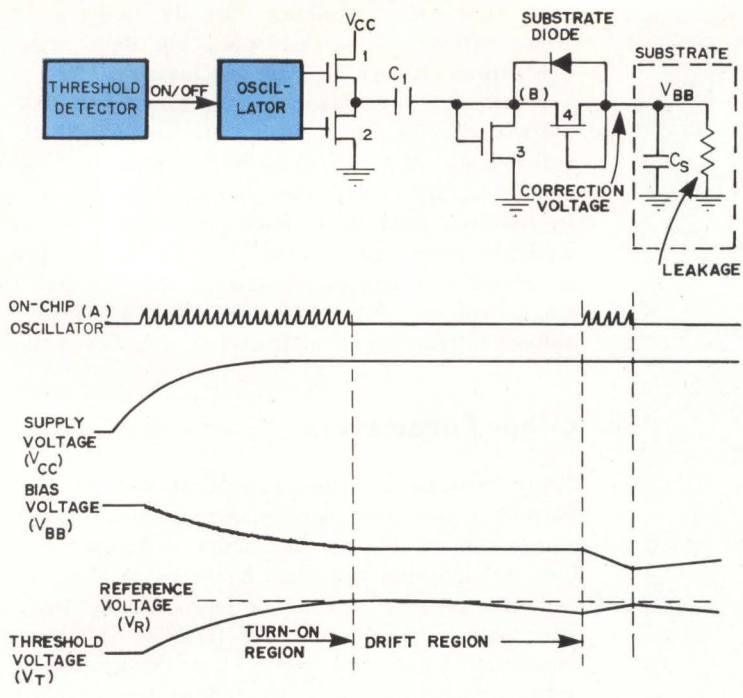 V_CC
1
C₁
SUBSTRATE
DIODE
SUBSTRATE
THRESHOLD
DETECTOR
ON/OFF
OSCIL-
LATOR
2
(B)
4
3
V_BB
C_S
CORRECTION
VOLTAGE
LEAKAGE
ON-CHIP (A)
OSCILLATOR
SUPPLY
VOLTAGE
(V_CC)
BIAS
VOLTAGE
(V_BB)
REFERENCE
VOLTAGE
(V_R)
THRESHOLD
VOLTAGE
(V_T)
TURN-ON
REGION
DRIFT REGION